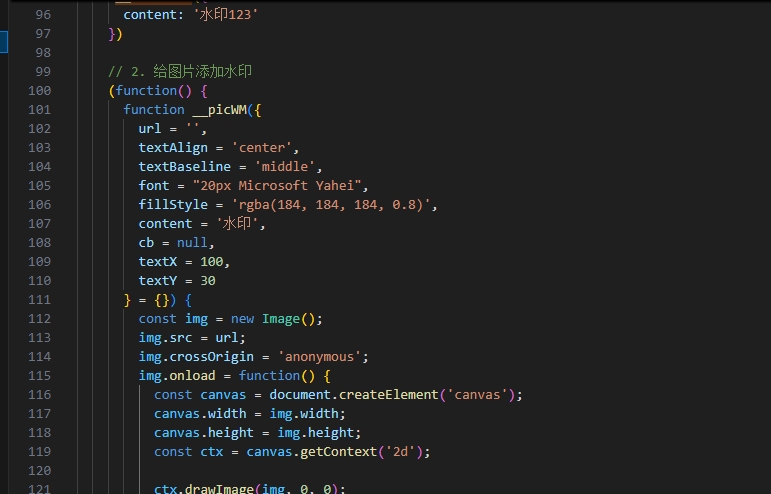 96 content: '水印123'
97 })
98
99 // 2. 给图片添加水印
100 (function() {
101 function __picWM({
102 url = '',
103 textAlign = 'center',
104 textBaseline = 'middle',
105 font = "20px Microsoft Yahei",
106 fillStyle = 'rgba(184, 184, 184, 0.8)',
107 content = '水印',
108 cb = null,
109 textX = 100,
110 textY = 30
111 } = {}) {
112 const img = new Image();
113 img.src = url;
114 img.crossOrigin = 'anonymous';
115 img.onload = function() {
116 const canvas = document.createElement('canvas');
117 canvas.width = img.width;
118 canvas.height = img.height;
119 const ctx = canvas.getContext('2d');
120
121 ctx.drawImage(img, 0, 0);